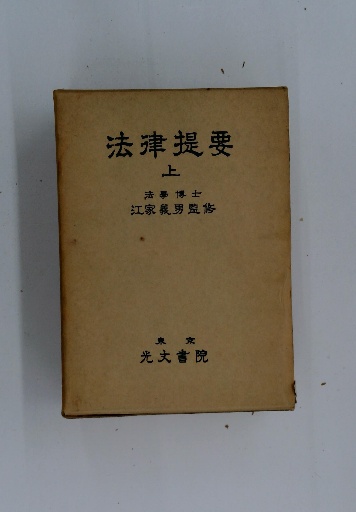 法律提要
上
法學博士
江家義男監修
東京
光文書院